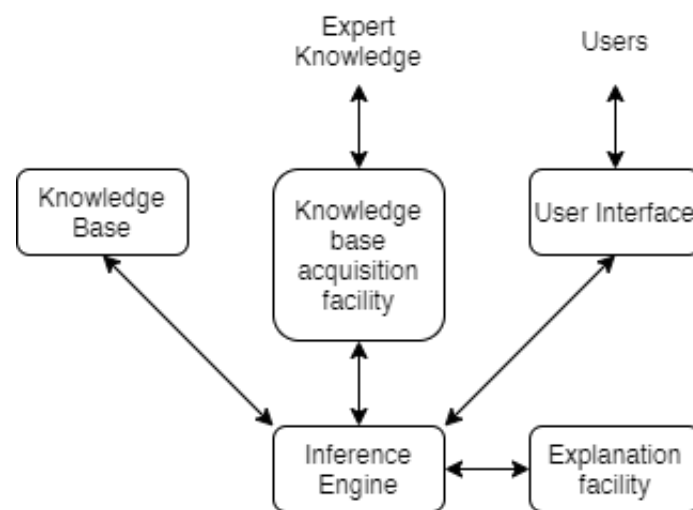 Expert
Knowledge
Users
Knowledge
Base
Knowledge
base
acquisition
facility
User Interface
Inference
Engine
Explanation
facility